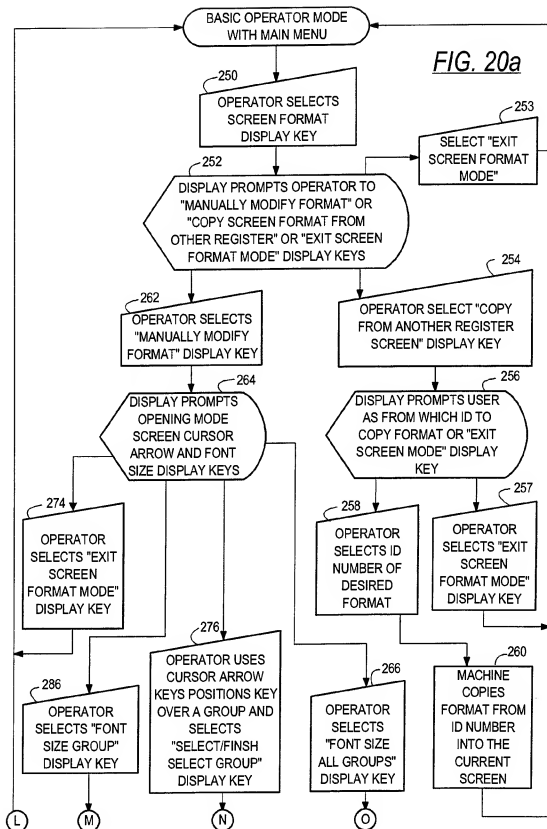 BASIC OPERATOR MODE
WITH MAIN MENU
FIG. 20a
250
OPERATOR SELECTS
SCREEN FORMAT
DISPLAY KEY
253
SELECT "EXIT
SCREEN FORMAT
MODE"
252
DISPLAY PROMPTS OPERATOR TO
"MANUALLY MODIFY FORMAT" OR
"COPY SCREEN FORMAT FROM
OTHER REGISTER" OR "EXIT SCREEN
FORMAT MODE" DISPLAY KEYS
254
OPERATOR SELECT "COPY
FROM ANOTHER REGISTER
SCREEN" DISPLAY KEY
262
OPERATOR SELECTS
"MANUALLY MODIFY
FORMAT" DISPLAY KEY
264
DISPLAY PROMPTS
OPENING MODE
SCREEN CURSOR
ARROW AND FONT
SIZE DISPLAY KEYS
256
DISPLAY PROMPTS USER
AS FROM WHICH ID TO
COPY FORMAT OR "EXIT
SCREEN MODE" DISPLAY
KEY
274
OPERATOR
SELECTS "EXIT
SCREEN
FORMAT MODE"
DISPLAY KEY
258
OPERATOR
SELECTS ID
NUMBER OF
DESIRED
FORMAT
257
OPERATOR
SELECTS "EXIT
SCREEN
FORMAT MODE"
DISPLAY KEY
286
OPERATOR
SELECTS "FONT
SIZE GROUP"
DISPLAY KEY
276
OPERATOR USES
CURSOR ARROW
KEYS POSITIONS KEY
OVER A GROUP AND
SELECTS
"SELECT/FINSH
SELECT GROUP"
DISPLAY KEY
266
OPERATOR
SELECTS
"FONT SIZE
ALL GROUPS"
DISPLAY KEY
260
MACHINE
COPIES
FORMAT FROM
ID NUMBER
INTO THE
CURRENT
SCREEN
L
M
N
O